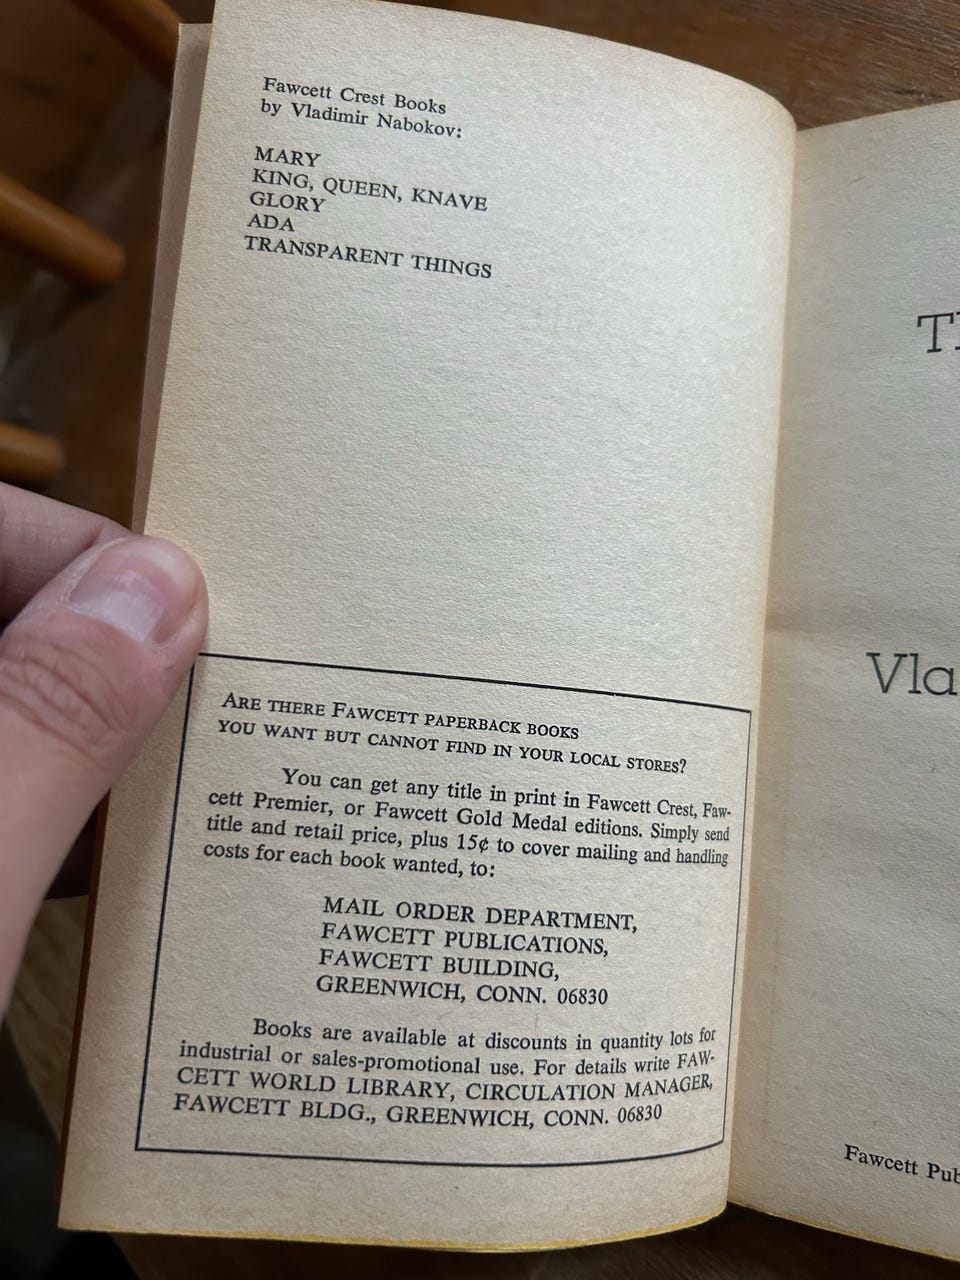 Fawcett Crest Books
by Vladimir Nabokov:
MARY
KING, QUEEN, KNAVE
GLORY
ADA
TRANSPARENT THINGS
ARE THERE FAWCETT PAPERBACK BOOKS
YOU WANT BUT CANNOT FIND IN YOUR LOCAL STORES?
You can get any title in print in Fawcett Crest, Faw-
cett Premier, or Fawcett Gold Medal editions. Simply send
title and retail price, plus 15¢ to cover mailing and handling
costs for each book wanted, to:
MAIL ORDER DEPARTMENT,
FAWCETT PUBLICATIONS,
FAWCETT BUILDING,
GREENWICH, CONN. 06830
Books are available at discounts in quantity lots for
industrial or sales-promotional use. For details write FAW-
CETT WORLD LIBRARY, CIRCULATION MANAGER,
FAWCETT BLDG., GREENWICH, CONN. 06830
Vla
Fawcett Pub